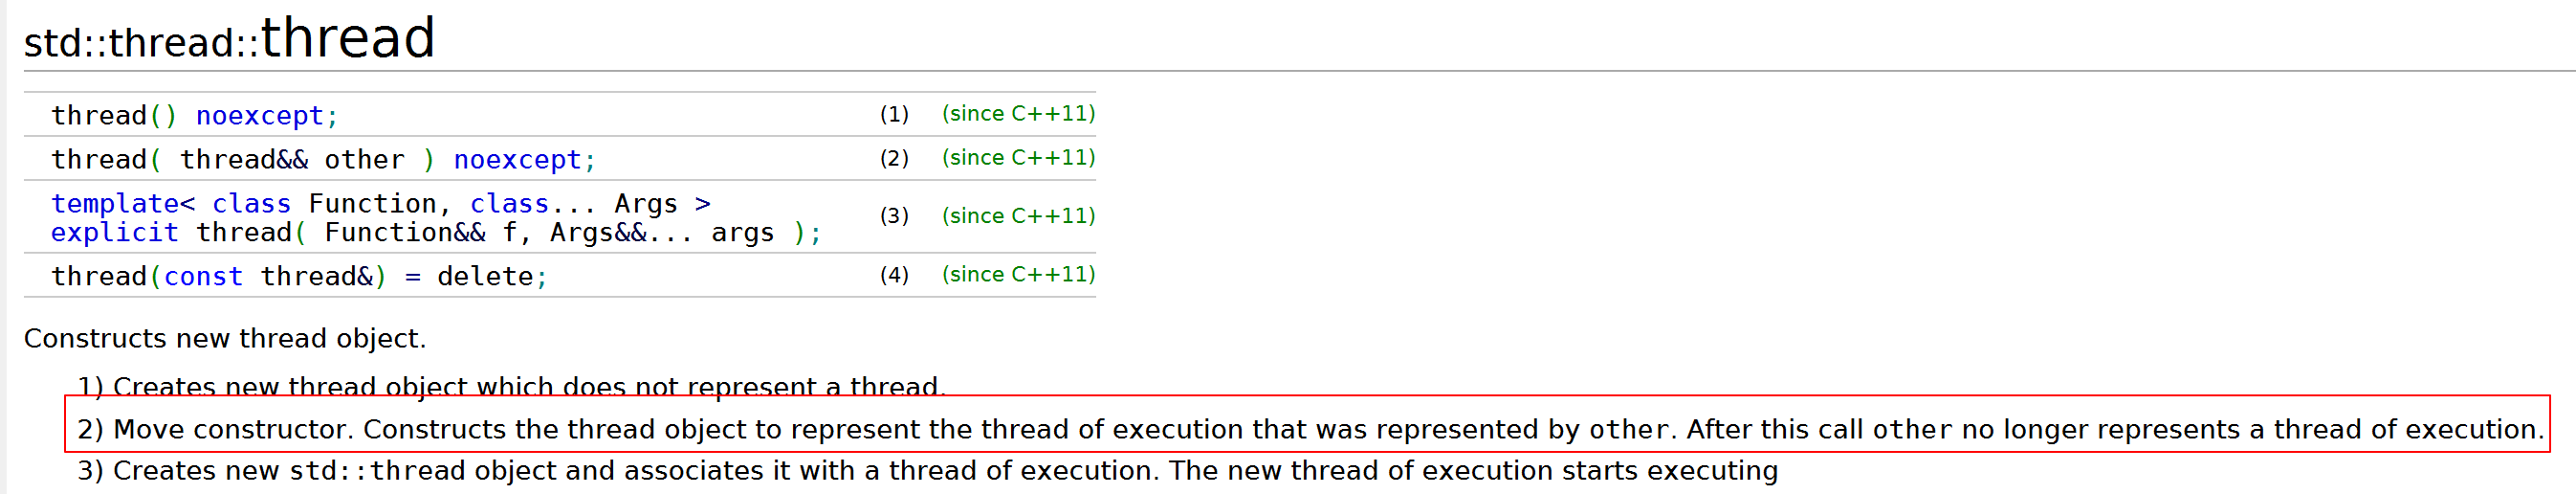 std::thread::thread
thread() noexcept; (1) (since C++11)
thread( thread&& other ) noexcept; (2) (since C++11)
template< class Function, class... Args >
explicit thread( Function&& f, Args&&... args ); (3) (since C++11)
thread(const thread&) = delete; (4) (since C++11)
Constructs new thread object.
1) Creates new thread object which does not represent a thread.
2) Move constructor. Constructs the thread object to represent the thread of execution that was represented by other. After this call other no longer represents a thread of execution.
3) Creates new std::thread object and associates it with a thread of execution. The new thread of execution starts executing